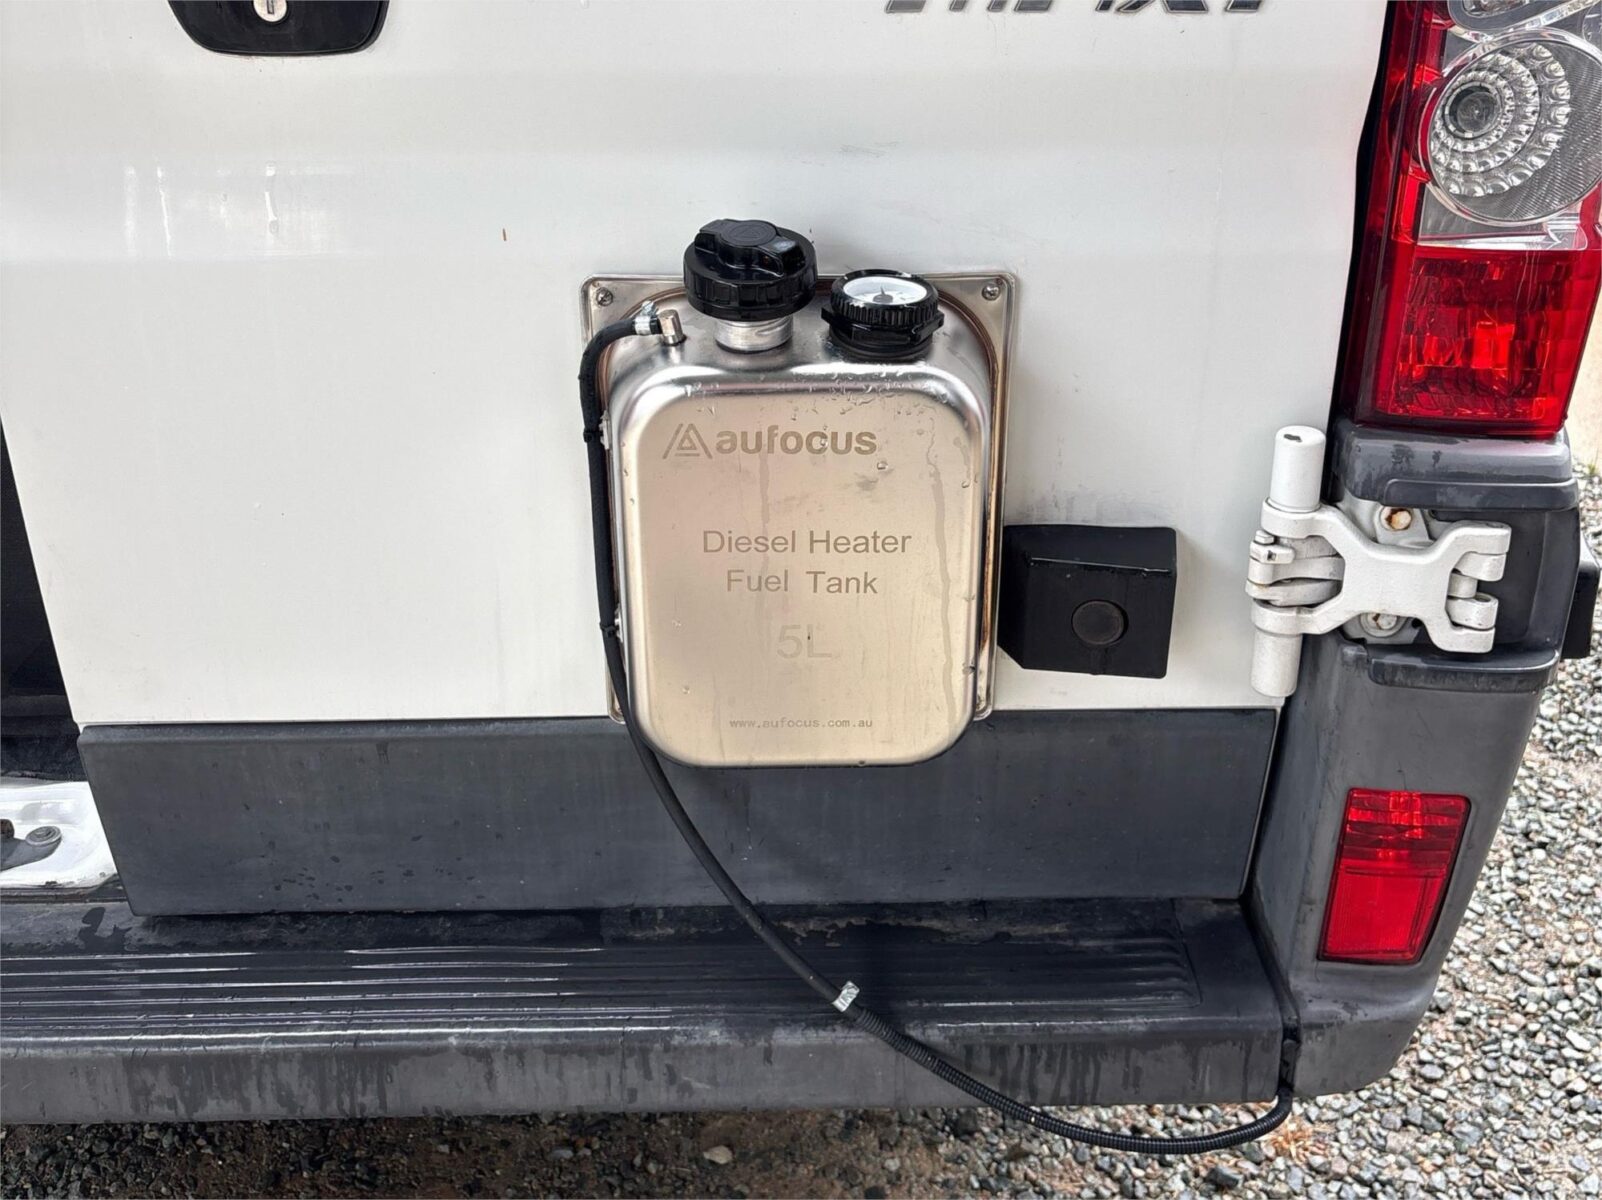 aufocus
Diesel Heater
Fuel Tank
5L
www.aufocus.com.au